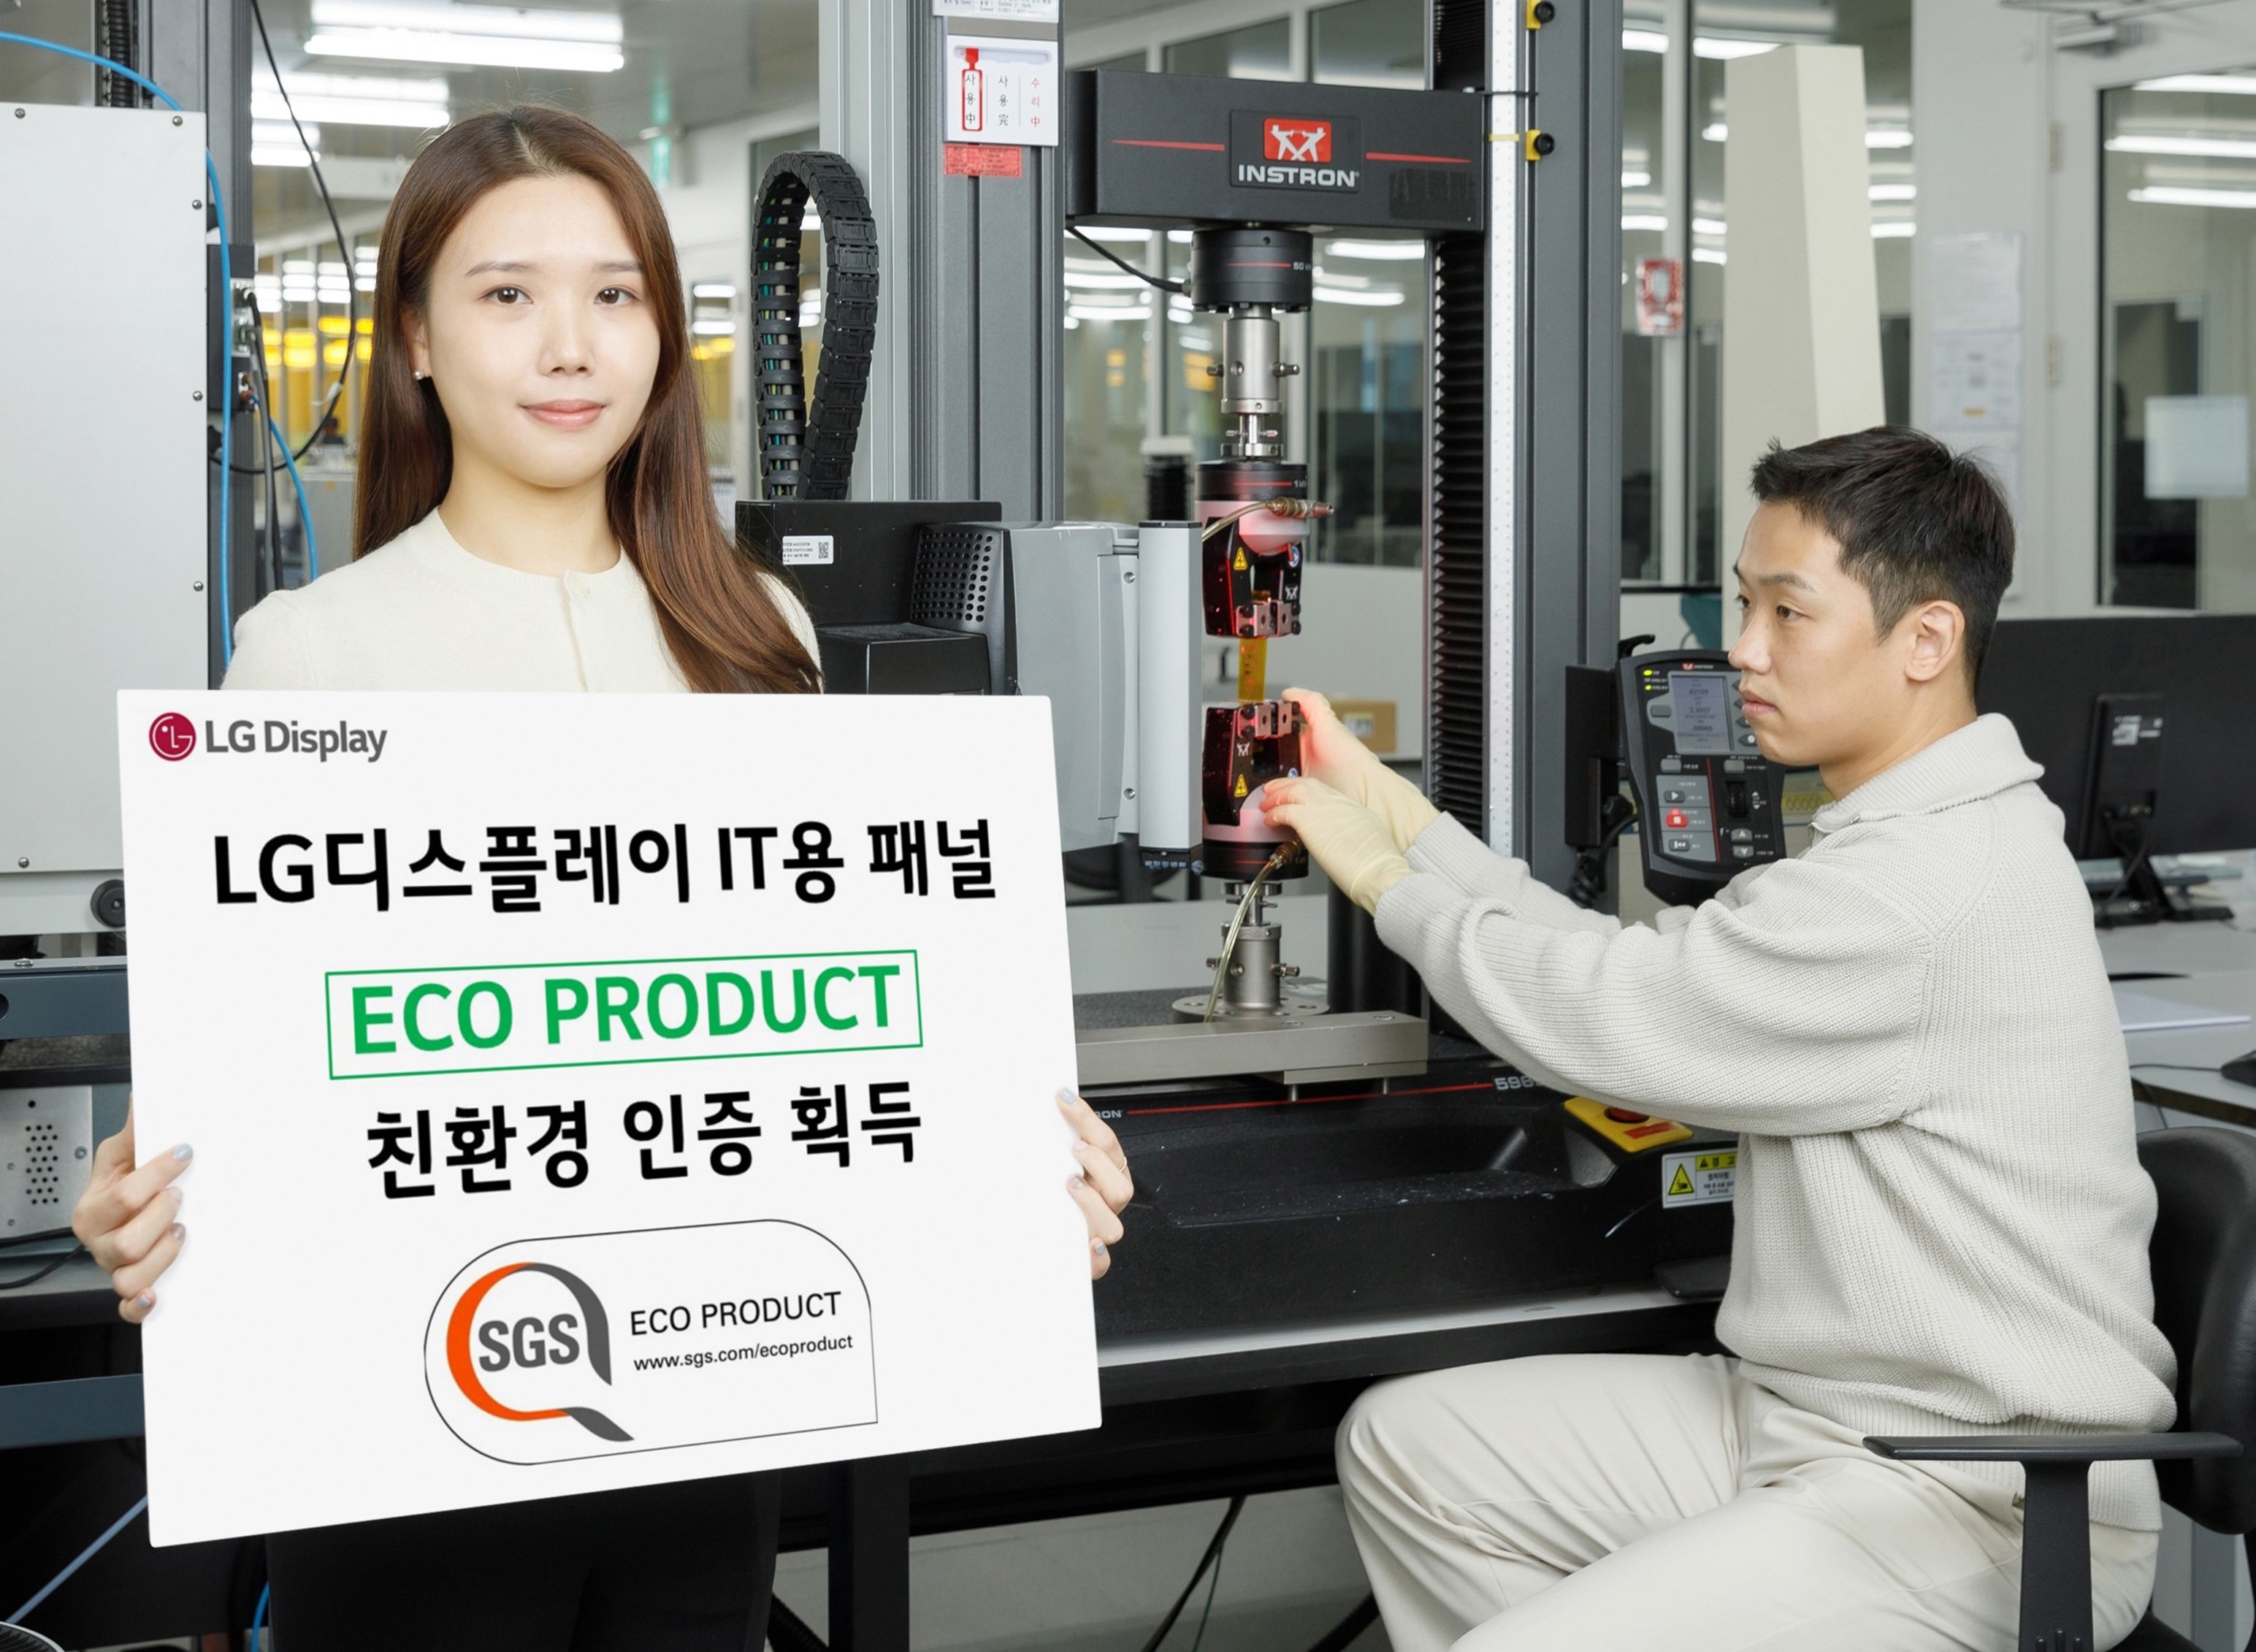 LG Display
LG디스플레이 IT용 패널
ECO PRODUCT
친환경 인증 획득
SGS
ECO PRODUCT
www.sgs.com/ecoproduct
사용中
사용完
수리中
INSTRON
경고